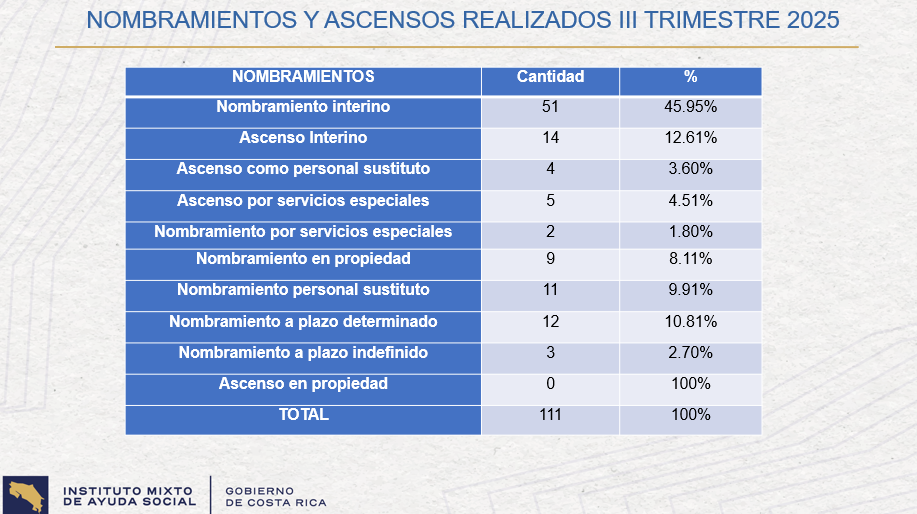 NOMBRAMIENTOS Y ASCENSOS REALIZADOS III TRIMESTRE 2025
NOMBRAMIENTOS Cantidad %
Nombramiento interino 51 45.95%
Ascenso Interino 14 12.61%
Ascenso como personal sustituto 4 3.60%
Ascenso por servicios especiales 5 4.51%
Nombramiento por servicios especiales 2 1.80%
Nombramiento en propiedad 9 8.11%
Nombramiento personal sustituto 11 9.91%
Nombramiento a plazo determinado 12 10.81%
Nombramiento a plazo indefinido 3 2.70%
Ascenso en propiedad 0 100%
TOTAL 111 100%
INSTITUTO MIXTO
DE AYUDA SOCIAL
GOBIERNO
DE COSTA RICA